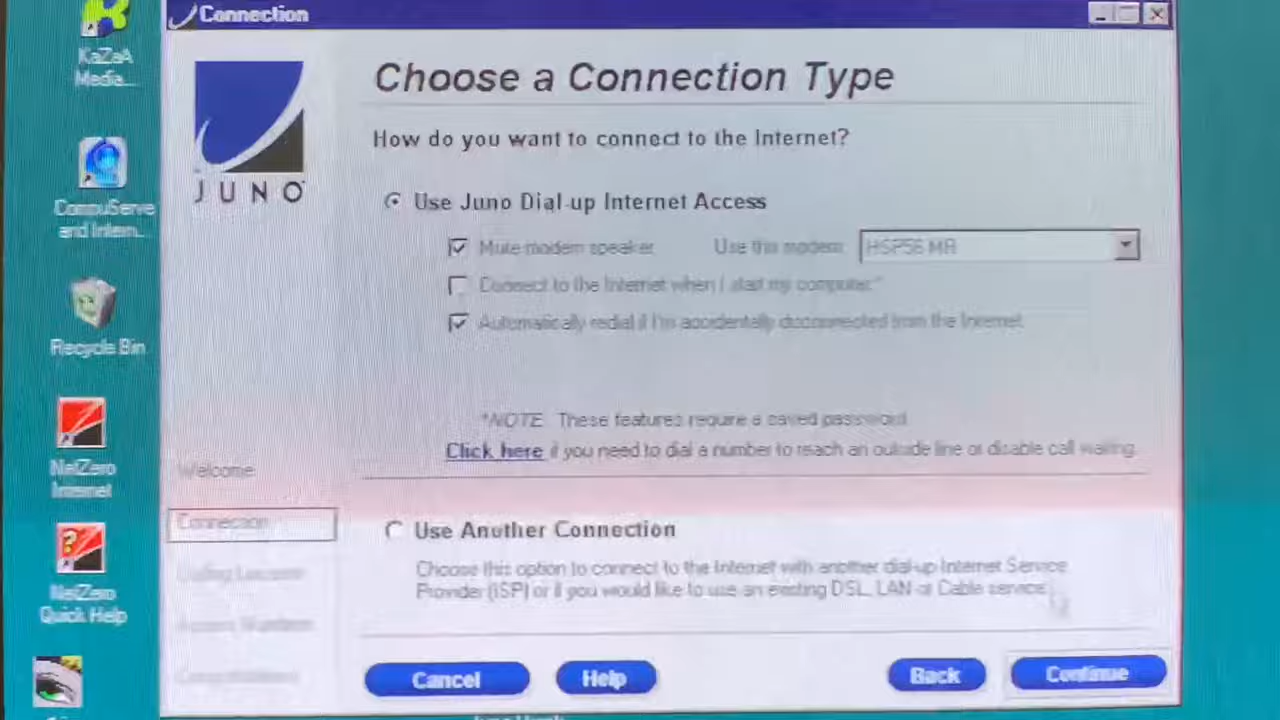 Connection
KaZaA
Media...
CompuServe
and Intern...
Recycle Bin
NetZero
Internet
NetZero
Quick Help
JUNO
Choose a Connection Type
How do you want to connect to the Internet?
Use Juno Dial-up Internet Access
Mute modem speaker
Use this modem:
HSP56 MR
Connect to the Internet when I start my computer.*
Automatically redial if I'm accidentally disconnected from the Internet.
*NOTE: These features require a saved password.
Click here if you need to dial a number to reach an outside line or disable call waiting.
Welcome
Connection
Use Another Connection
Choose this option to connect to the Internet with another dial-up Internet Service
Provider (ISP) or if you would like to use an existing DSL, LAN or Cable service.
Cancel
Help
Back
Continue